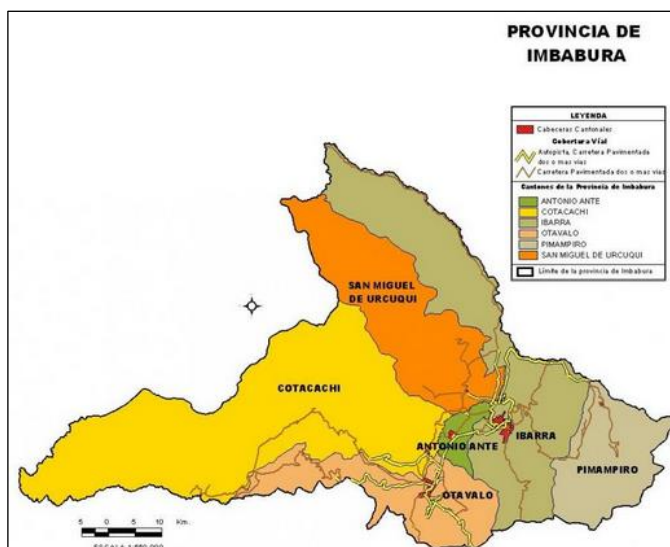 PROVINCIA DE
IMBABURA
LEYENDA
Cabeceras Cantonales
Cobertura Vial
Autopista, Carretera Pavimentada
dos o mas vias
Carretera Pavimentada dos o mas vias
Cantones de la Provincia de Imbabura
ANTONIO ANTE
COTACACHI
IBARRA
OTAVALO
PIMAMPIRO
SAN MIGUEL DE URCUQUI
Límite de la provincia de Imbabura
SAN MIGUEL
DE URCUQUI
COTACACHI
ANTONIO ANTE
IBARRA
PIMAMPIRO
OTAVALO
5 0 5 10 Km.